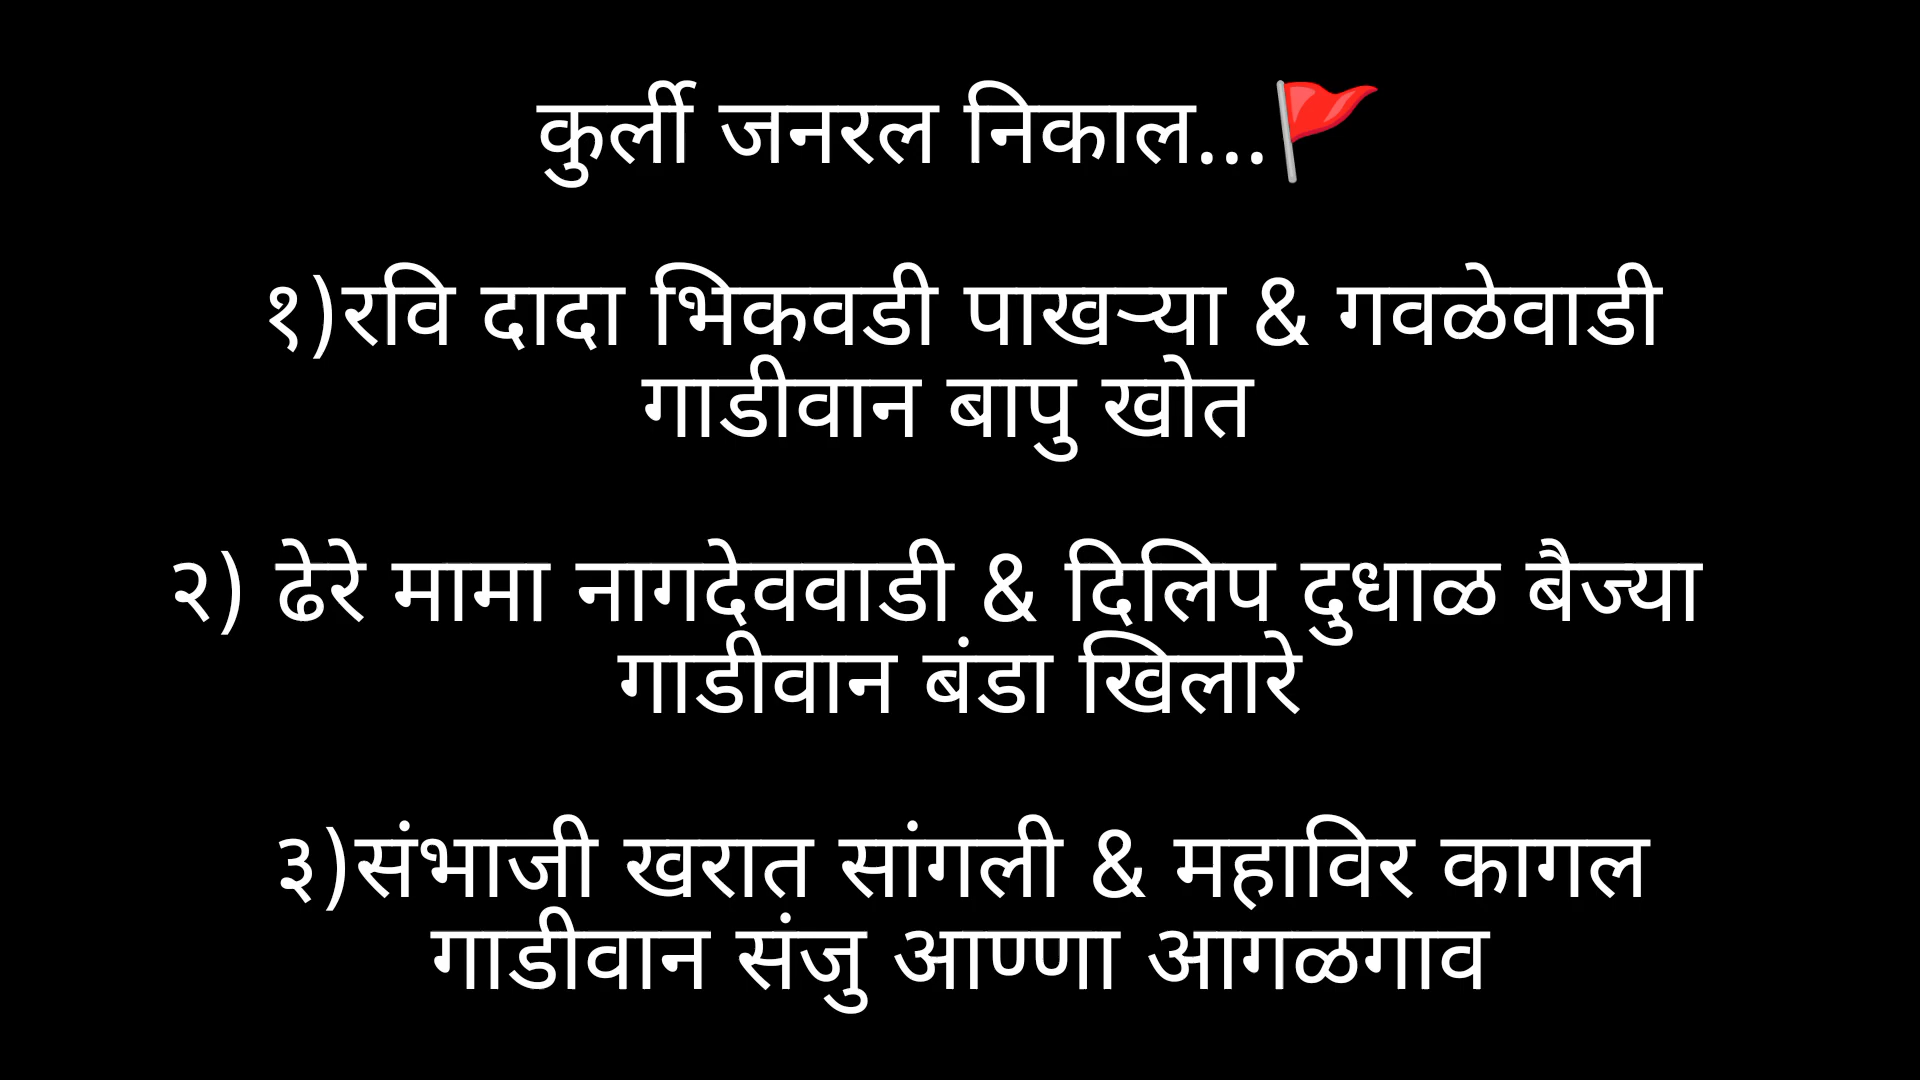 कुर्ली जनरल निकाल...🚩
१)रवि दादा भिकवडी पाखऱ्या & गवळेवाडी
गाडीवान बापु खोत
२) ढेरे मामा नागदेववाडी & दिलिप दुधाळ बैज्या
गाडीवान बंडा खिलारे
३)संभाजी खरात सांगली & महाविर कागल
गाडीवान संजु आण्णा आगळगाव